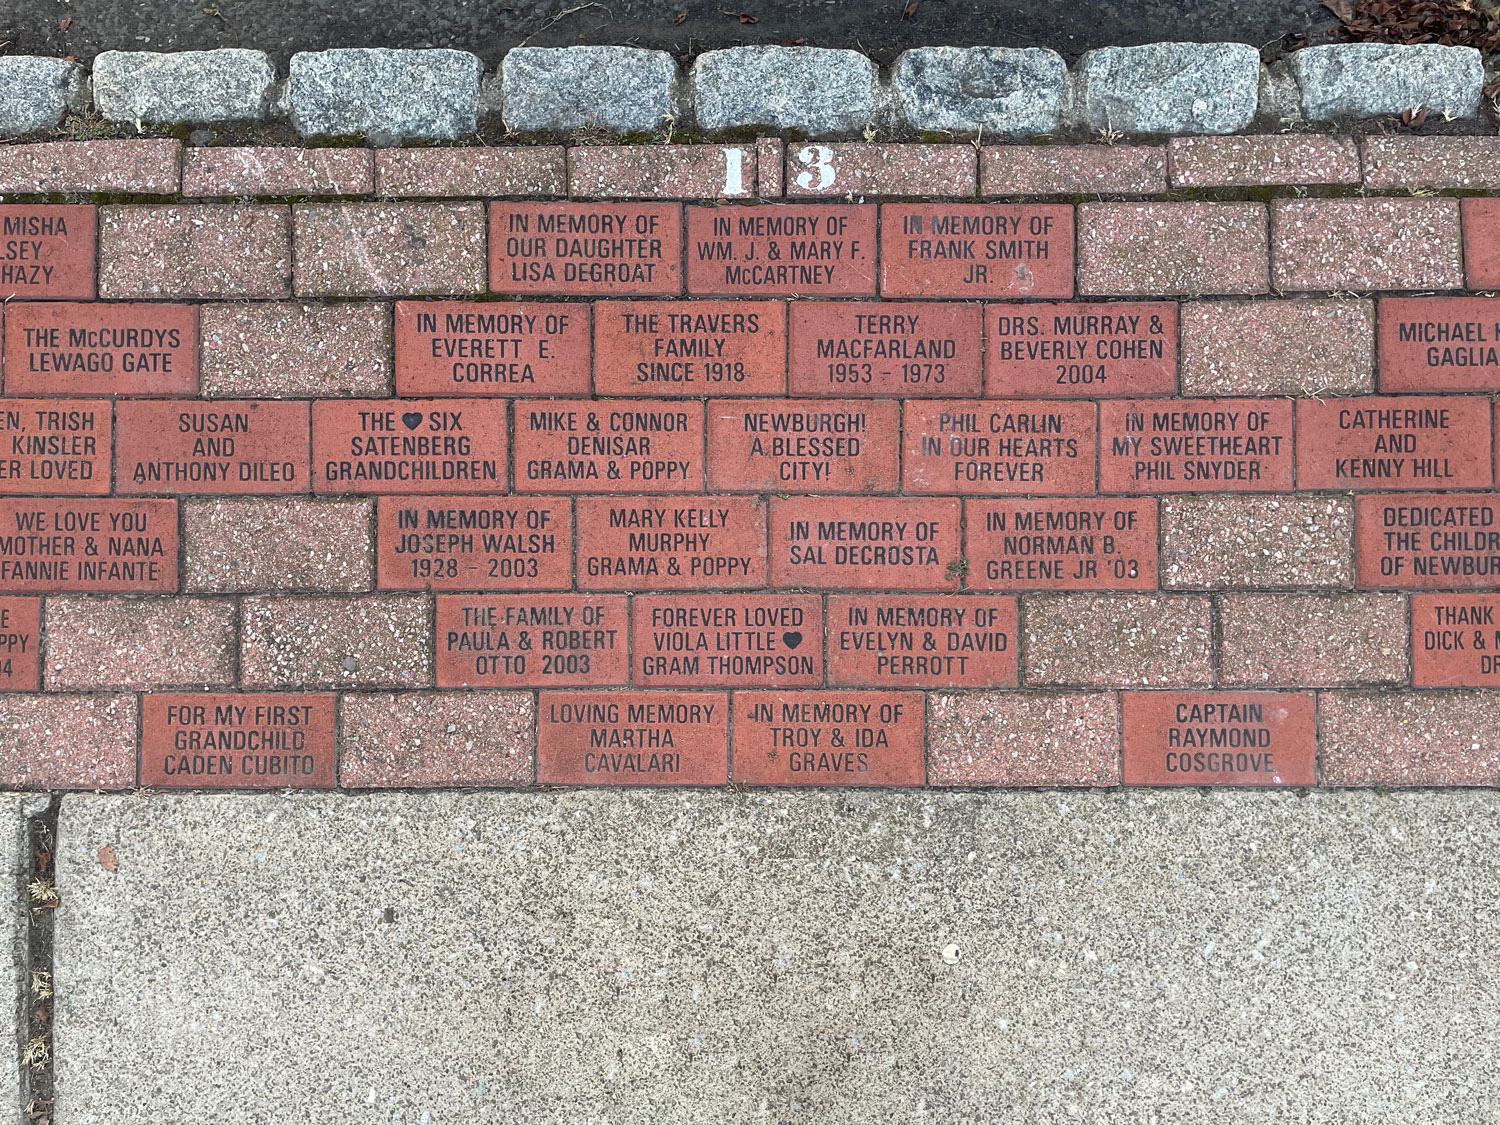 1 3
MISHA
LSEY
HAZY
IN MEMORY OF
OUR DAUGHTER
LISA DEGROAT
IN MEMORY OF
WM. J. & MARY F.
McCARTNEY
IN MEMORY OF
FRANK SMITH
JR.
THE McCURDYS
LEWAGO GATE
IN MEMORY OF
EVERETT E.
CORREA
THE TRAVERS
FAMILY
SINCE 1918
TERRY
MACFARLAND
1953 - 1973
DRS. MURRAY &
BEVERLY COHEN
2004
MICHAEL
GAGLIA
EN, TRISH
KINSLER
ER LOVED
SUSAN
AND
ANTHONY DILEO
THE ♥ SIX
SATENBERG
GRANDCHILDREN
MIKE & CONNOR
DENISAR
GRAMA & POPPY
NEWBURGH!
A BLESSED
CITY!
PHIL CARLIN
IN OUR HEARTS
FOREVER
IN MEMORY OF
MY SWEETHEART
PHIL SNYDER
CATHERINE
AND
KENNY HILL
WE LOVE YOU
MOTHER & NANA
FANNIE INFANTE
IN MEMORY OF
JOSEPH WALSH
1928 - 2003
MARY KELLY
MURPHY
GRAMA & POPPY
IN MEMORY OF
SAL DECROSTA
IN MEMORY OF
NORMAN B.
GREENE JR '03
DEDICATED
THE CHILDR
OF NEWBUR
E
PPY
04
THE FAMILY OF
PAULA & ROBERT
OTTO 2003
FOREVER LOVED
VIOLA LITTLE ♥
GRAM THOMPSON
IN MEMORY OF
EVELYN & DAVID
PERROTT
THANK
DICK &
DR
FOR MY FIRST
GRANDCHILD
CADEN CUBITO
LOVING MEMORY
MARTHA
CAVALARI
IN MEMORY OF
TROY & IDA
GRAVES
CAPTAIN
RAYMOND
COSGROVE